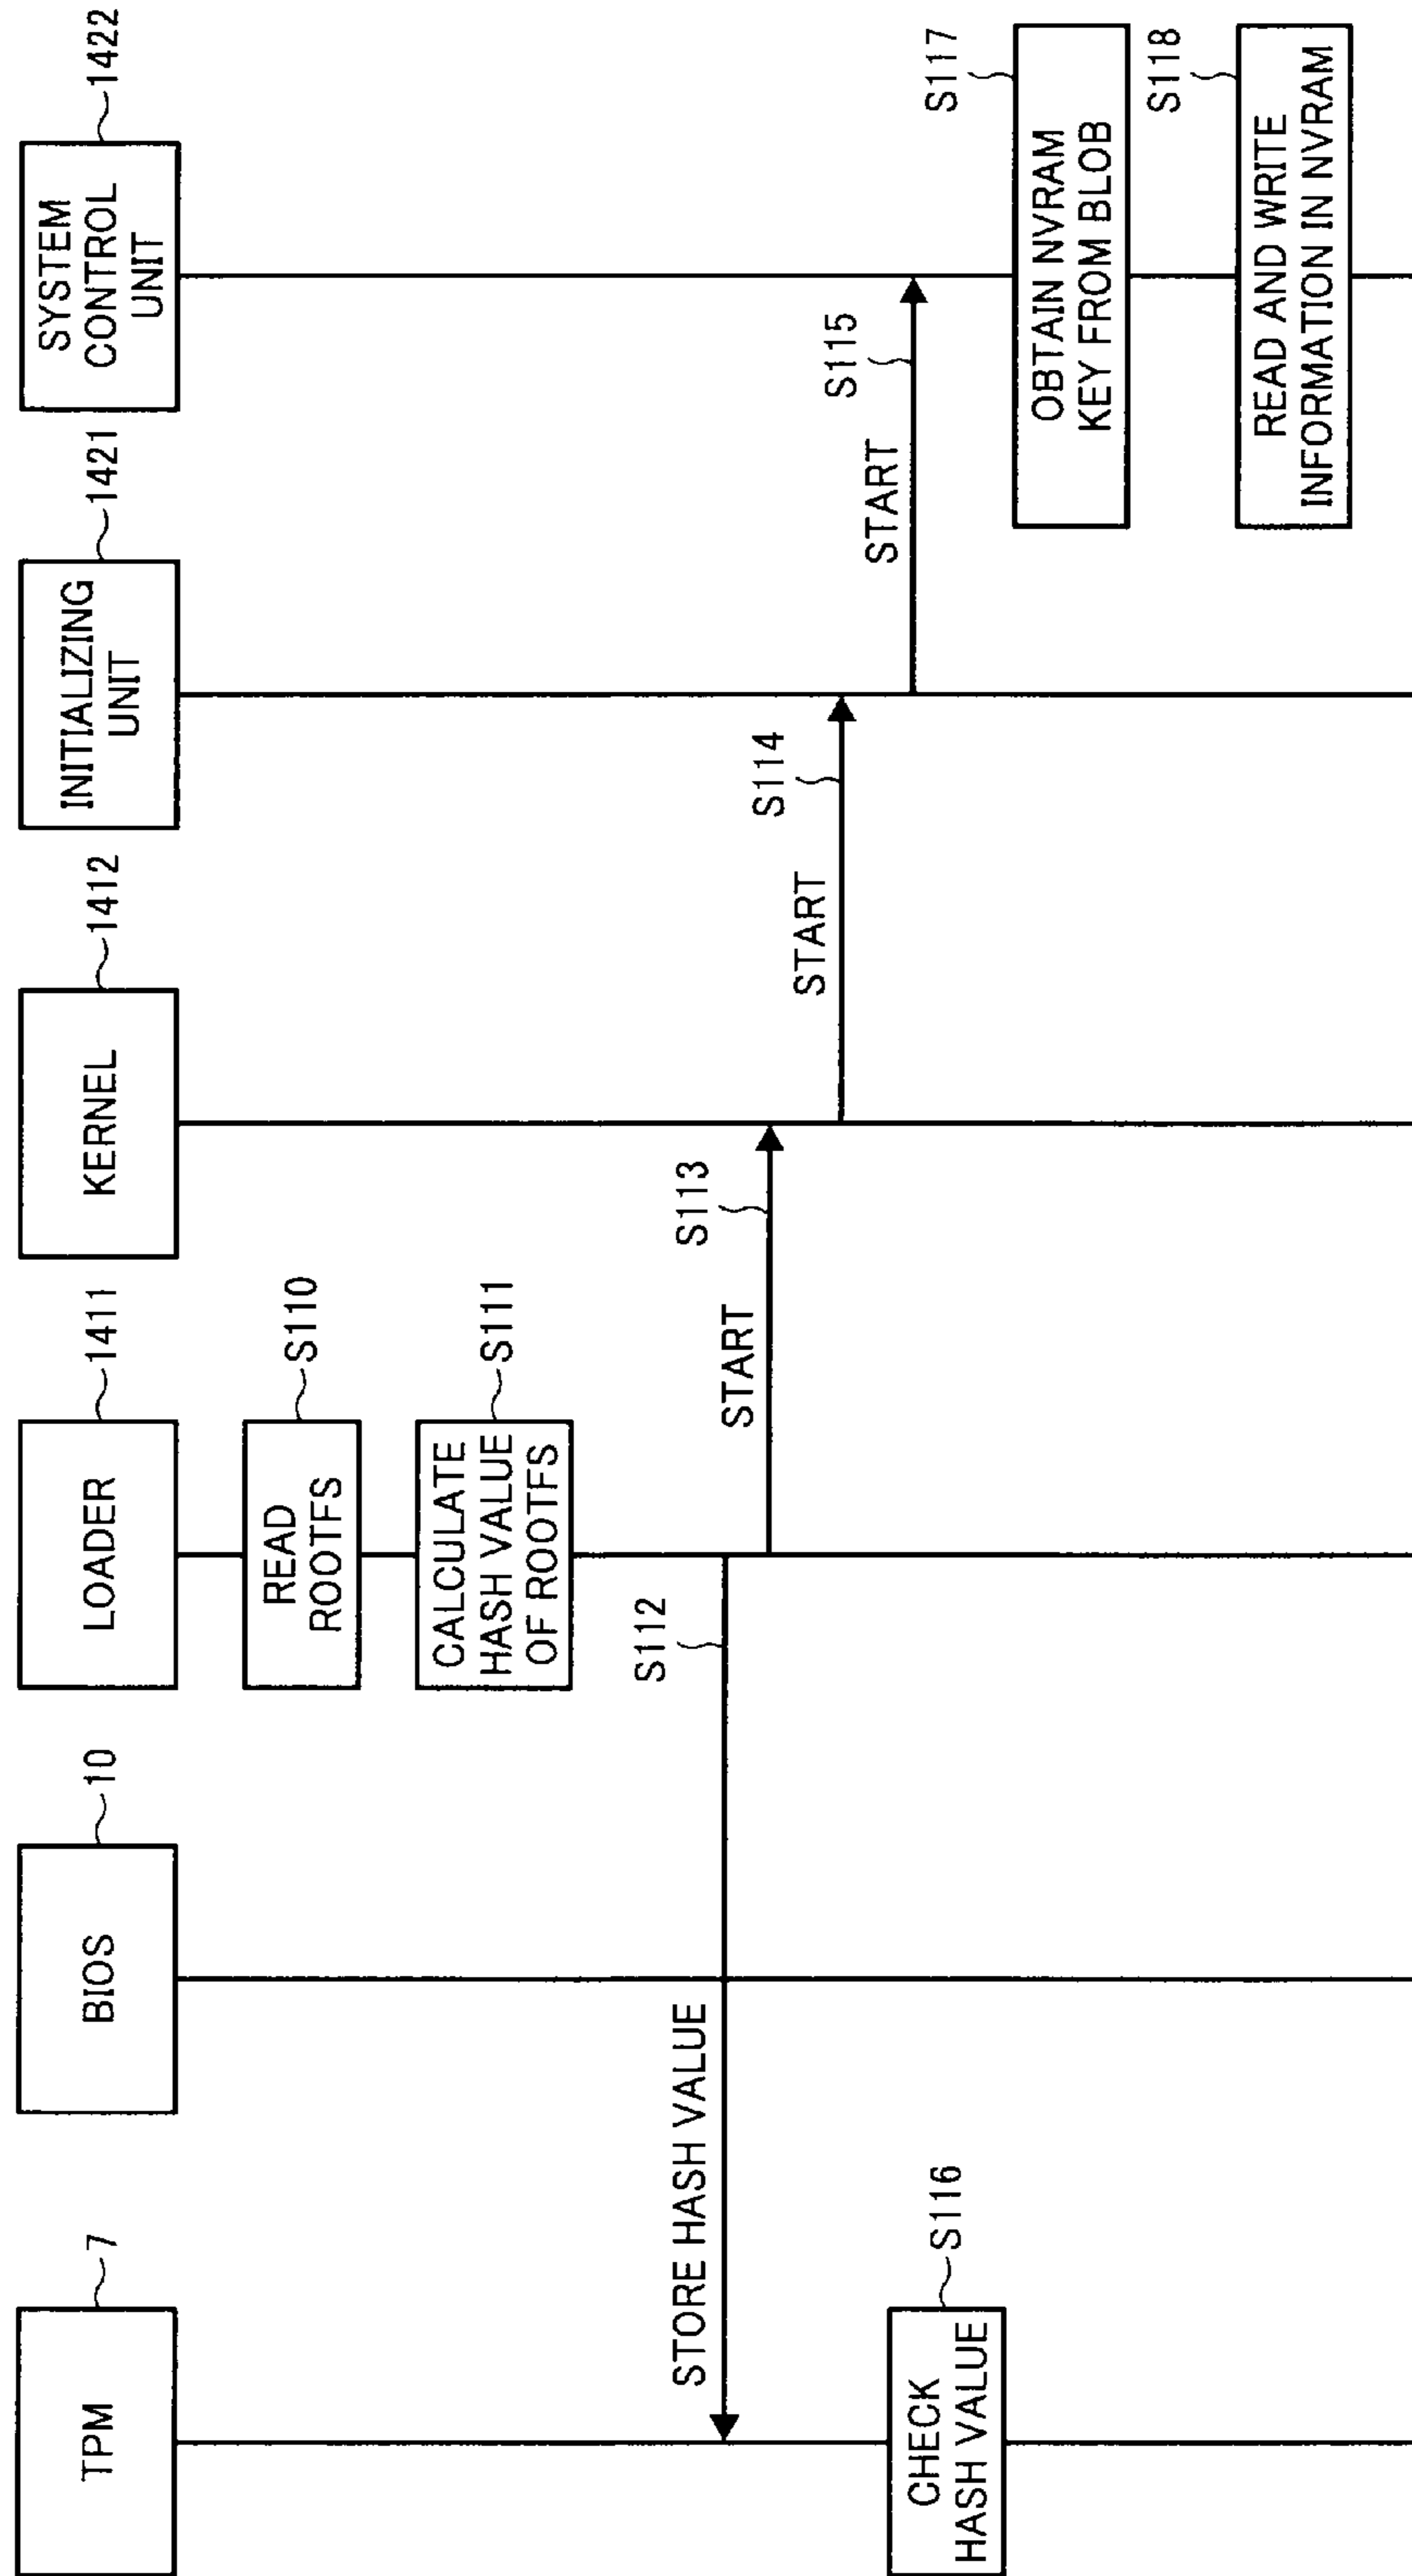 TPM
7
BIOS
10
LOADER
1411
KERNEL
1412
INITIALIZING
UNIT
1421
SYSTEM
CONTROL
UNIT
1422
READ
ROOTFS
S110
CALCULATE
HASH VALUE
OF ROOTFS
S111
STORE HASH VALUE
S112
START
S113
START
S114
START
S115
CHECK
HASH VALUE
S116
OBTAIN NVRAM
KEY FROM BLOB
S117
READ AND WRITE
INFORMATION IN NVRAM
S118